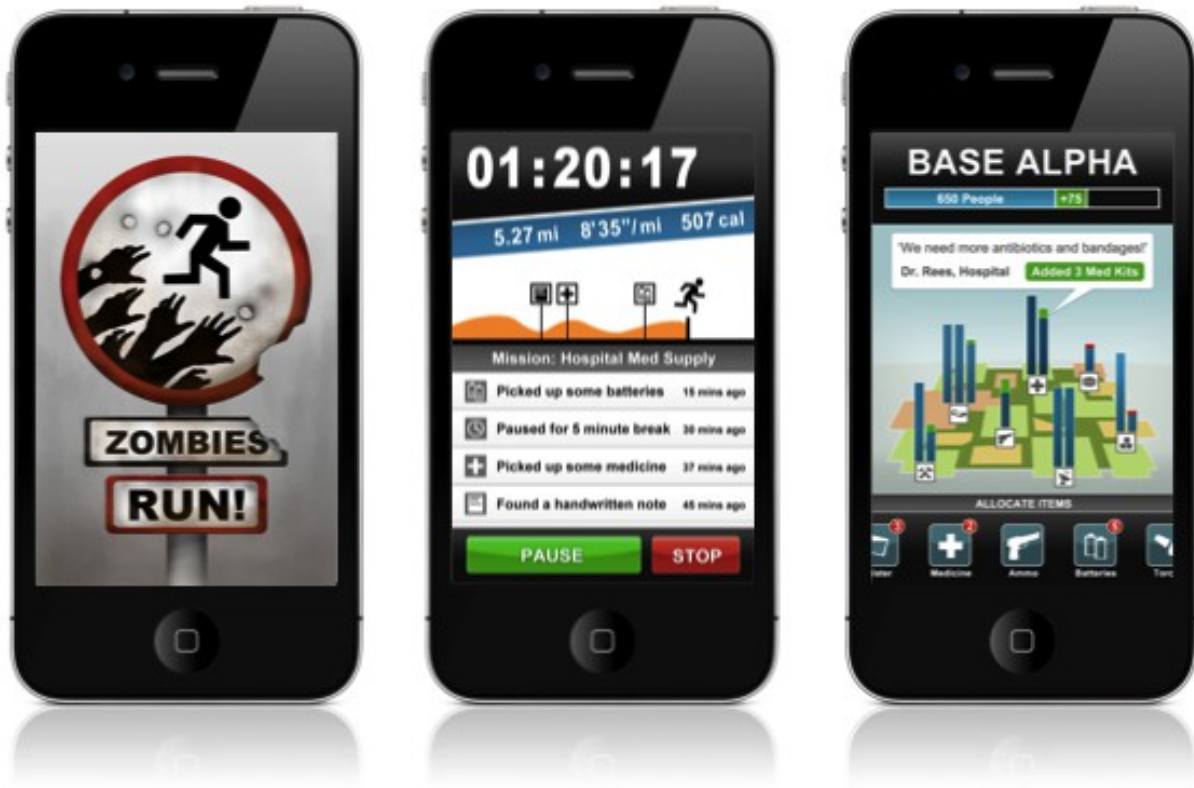 ZOMBIES
RUN!
01:20:17
5.27 mi 8'35"/mi 507 cal
Mission: Hospital Med Supply
Picked up some batteries 15 mins ago
Paused for 5 minute break 30 mins ago
Picked up some medicine 37 mins ago
Found a handwritten note 45 mins ago
PAUSE STOP
BASE ALPHA
650 People +75
'We need more antibiotics and bandages!'
Dr. Rees, Hospital Added 3 Med Kits
ALLOCATE ITEMS
3 2 5
Medicine Ammo Batteries